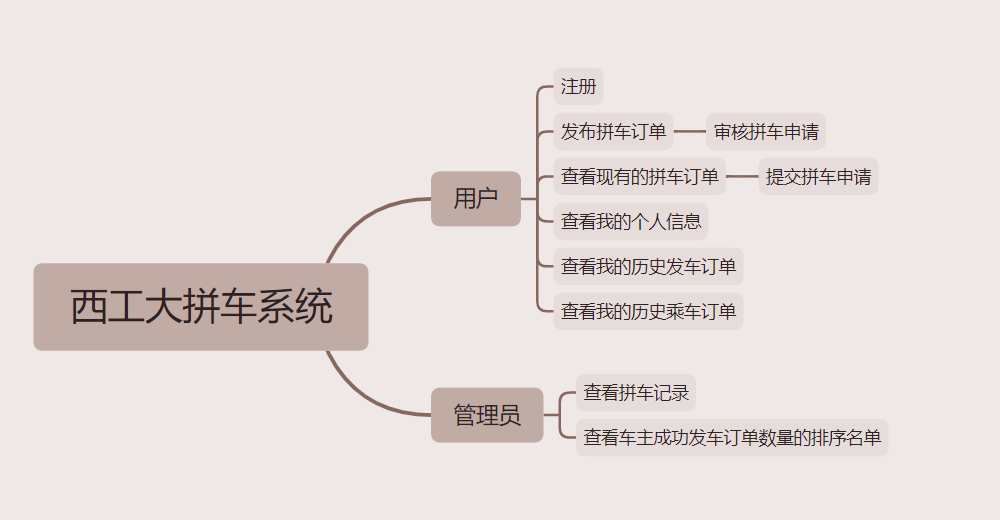 西工大拼车系统
用户
注册
发布拼车订单
审核拼车申请
查看现有的拼车订单
提交拼车申请
查看我的个人信息
查看我的历史发车订单
查看我的历史乘车订单
管理员
查看拼车记录
查看车主成功发车订单数量的排序名单